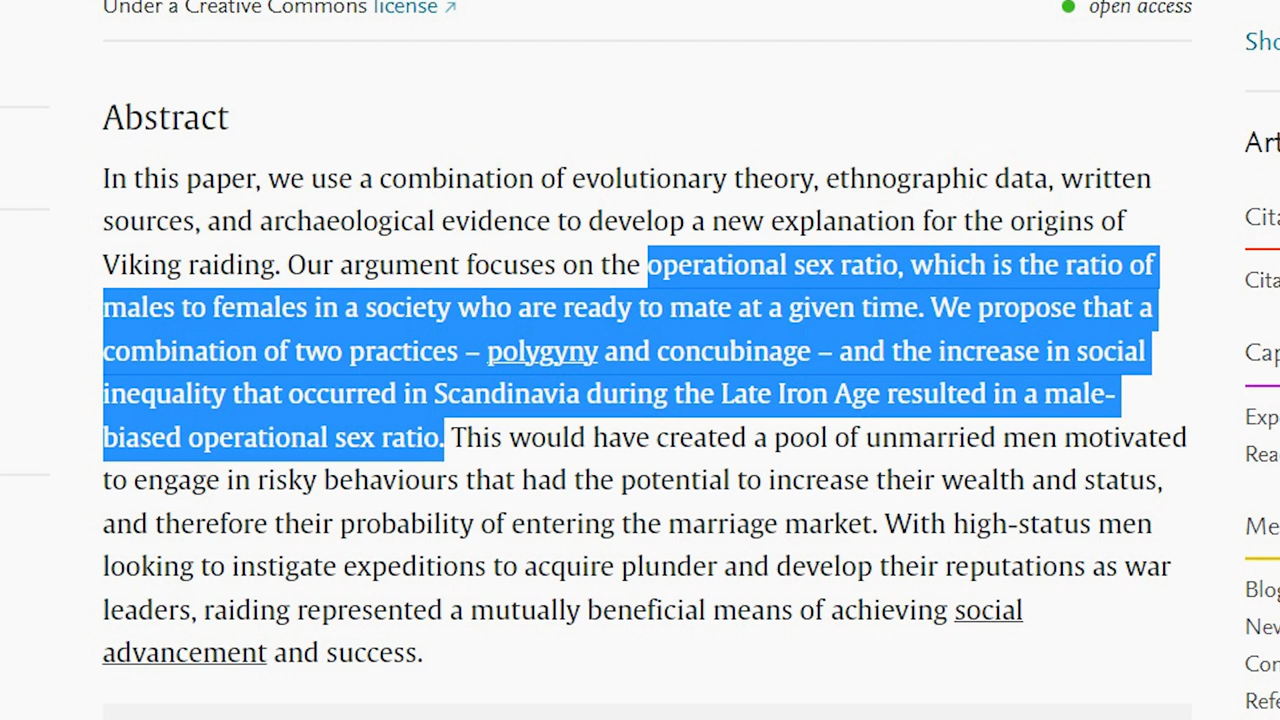 Under a Creative Commons license ↗
open access
Abstract
In this paper, we use a combination of evolutionary theory, ethnographic data, written
sources, and archaeological evidence to develop a new explanation for the origins of
Viking raiding. Our argument focuses on the operational sex ratio, which is the ratio of
males to females in a society who are ready to mate at a given time. We propose that a
combination of two practices – polygyny and concubinage – and the increase in social
inequality that occurred in Scandinavia during the Late Iron Age resulted in a male-
biased operational sex ratio. This would have created a pool of unmarried men motivated
to engage in risky behaviours that had the potential to increase their wealth and status,
and therefore their probability of entering the marriage market. With high-status men
looking to instigate expeditions to acquire plunder and develop their reputations as war
leaders, raiding represented a mutually beneficial means of achieving social
advancement and success.